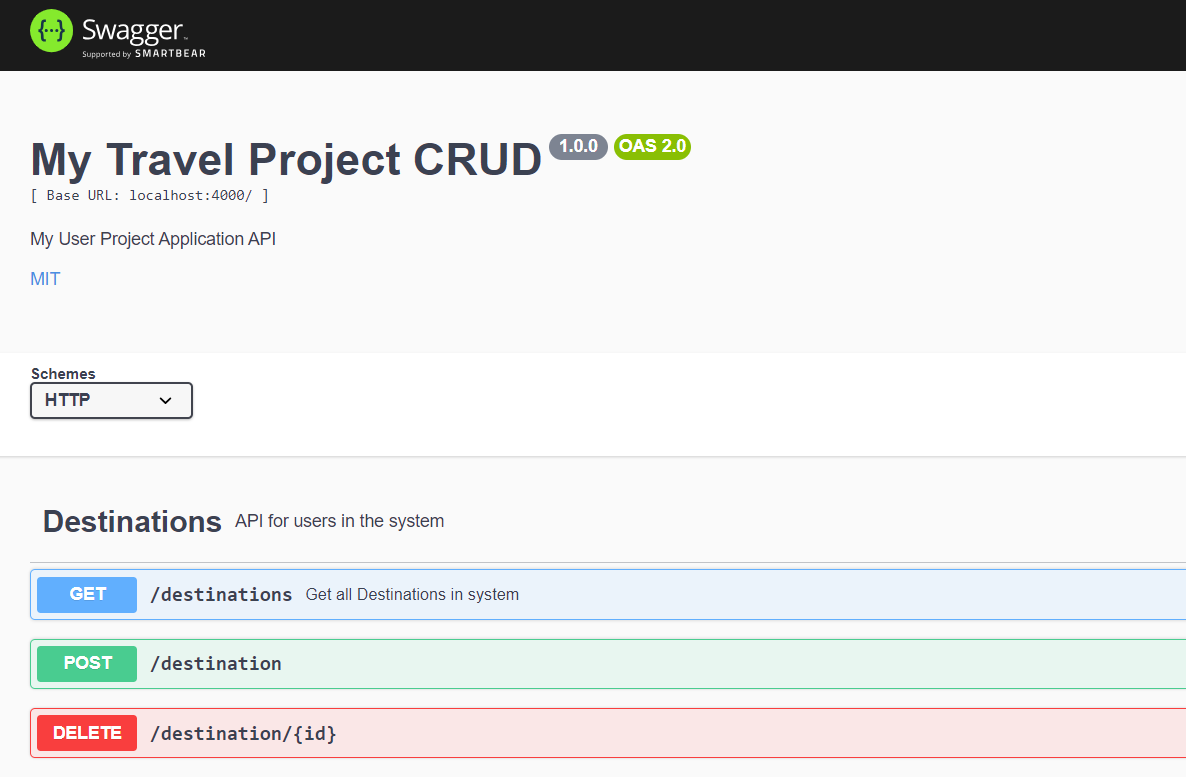 {···} Swagger™
Supported by SMARTBEAR
My Travel Project CRUD 1.0.0 OAS 2.0
[ Base URL: localhost:4000/ ]
My User Project Application API
MIT
Schemes
HTTP
Destinations API for users in the system
GET /destinations Get all Destinations in system
POST /destination
DELETE /destination/{id}